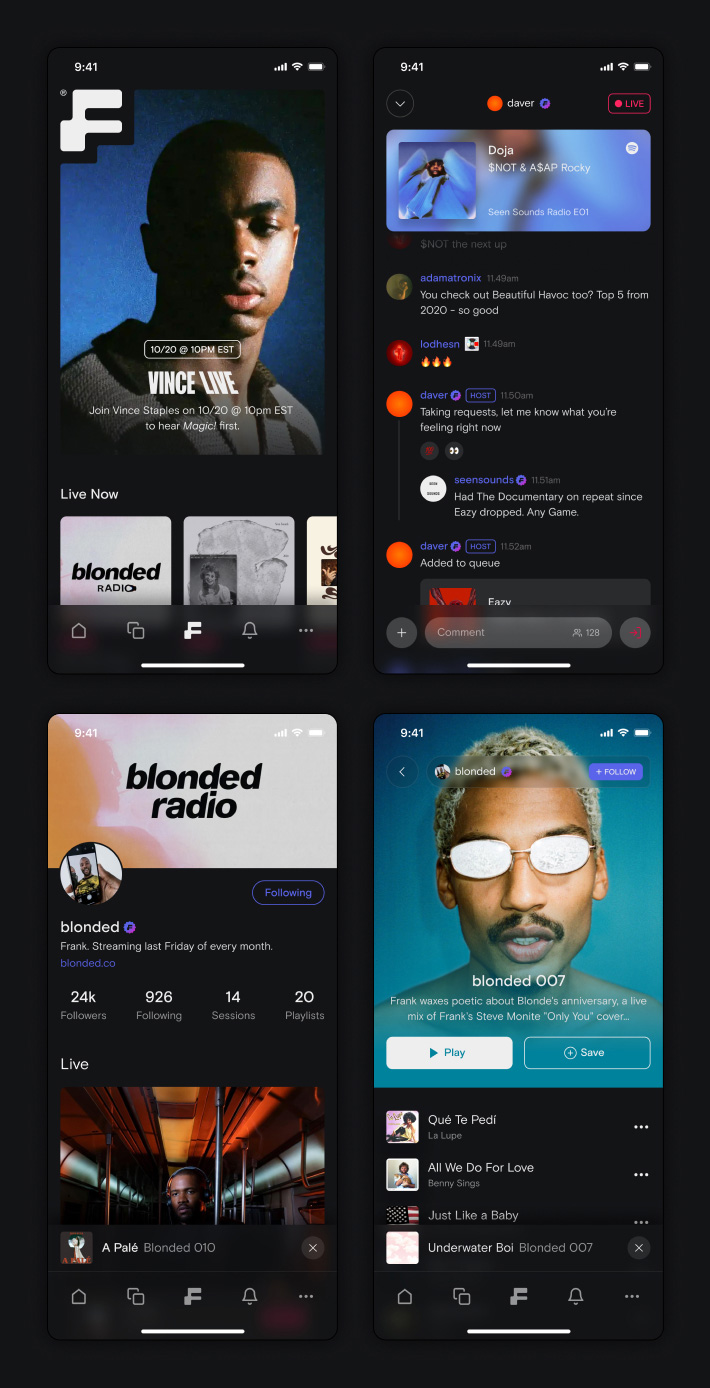 9:41
®
F
10/20 @ 10PM EST
VINCE LIVE
Join Vince Staples on 10/20 @ 10pm EST
to hear Magic! first.
Live Now
blonded
RADIO
9:41
daver
LIVE
Doja
$NOT & A$AP Rocky
Seen Sounds Radio E01
$NOT the next up
adamatronix 11.49am
You check out Beautiful Havoc too? Top 5 from
2020 - so good
lodhesn 11.49am
🔥🔥🔥
daver HOST 11.50am
Taking requests, let me know what you're
feeling right now
SEEN
SOUNDS
seensounds 11.51am
Had The Documentary on repeat since
Eazy dropped. Any Game.
daver HOST 11.52am
Added to queue
Eazy
Comment
128
9:41
blonded
radio
Following
blonded
Frank. Streaming last Friday of every month.
blonded.co
24k 926 14 20
Followers Following Sessions Playlists
Live
A Palé Blonded 010
9:41
blonded
+ FOLLOW
blonded 007
Frank waxes poetic about Blonde's anniversary, a live
mix of Frank's Steve Monite "Only You" cover...
Play
Save
Qué Te Pedí
La Lupe
All We Do For Love
Benny Sings
Just Like a Baby
Underwater Boi Blonded 007